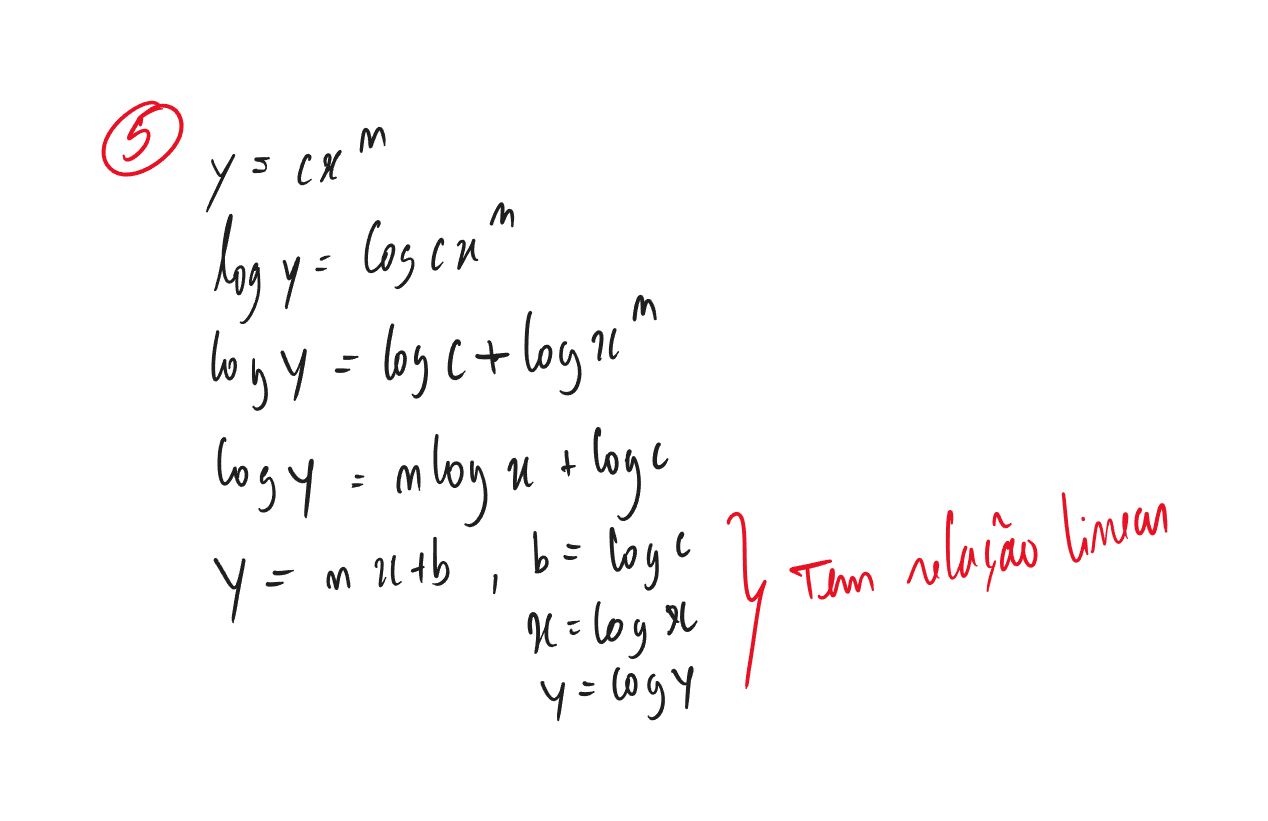 5
y = cx^m
log y = log cx^m
log y = log c + log x^m
log y = m log x + log c
y = mx+b , b = log c
x = log x
y = log y
Tem relação linear